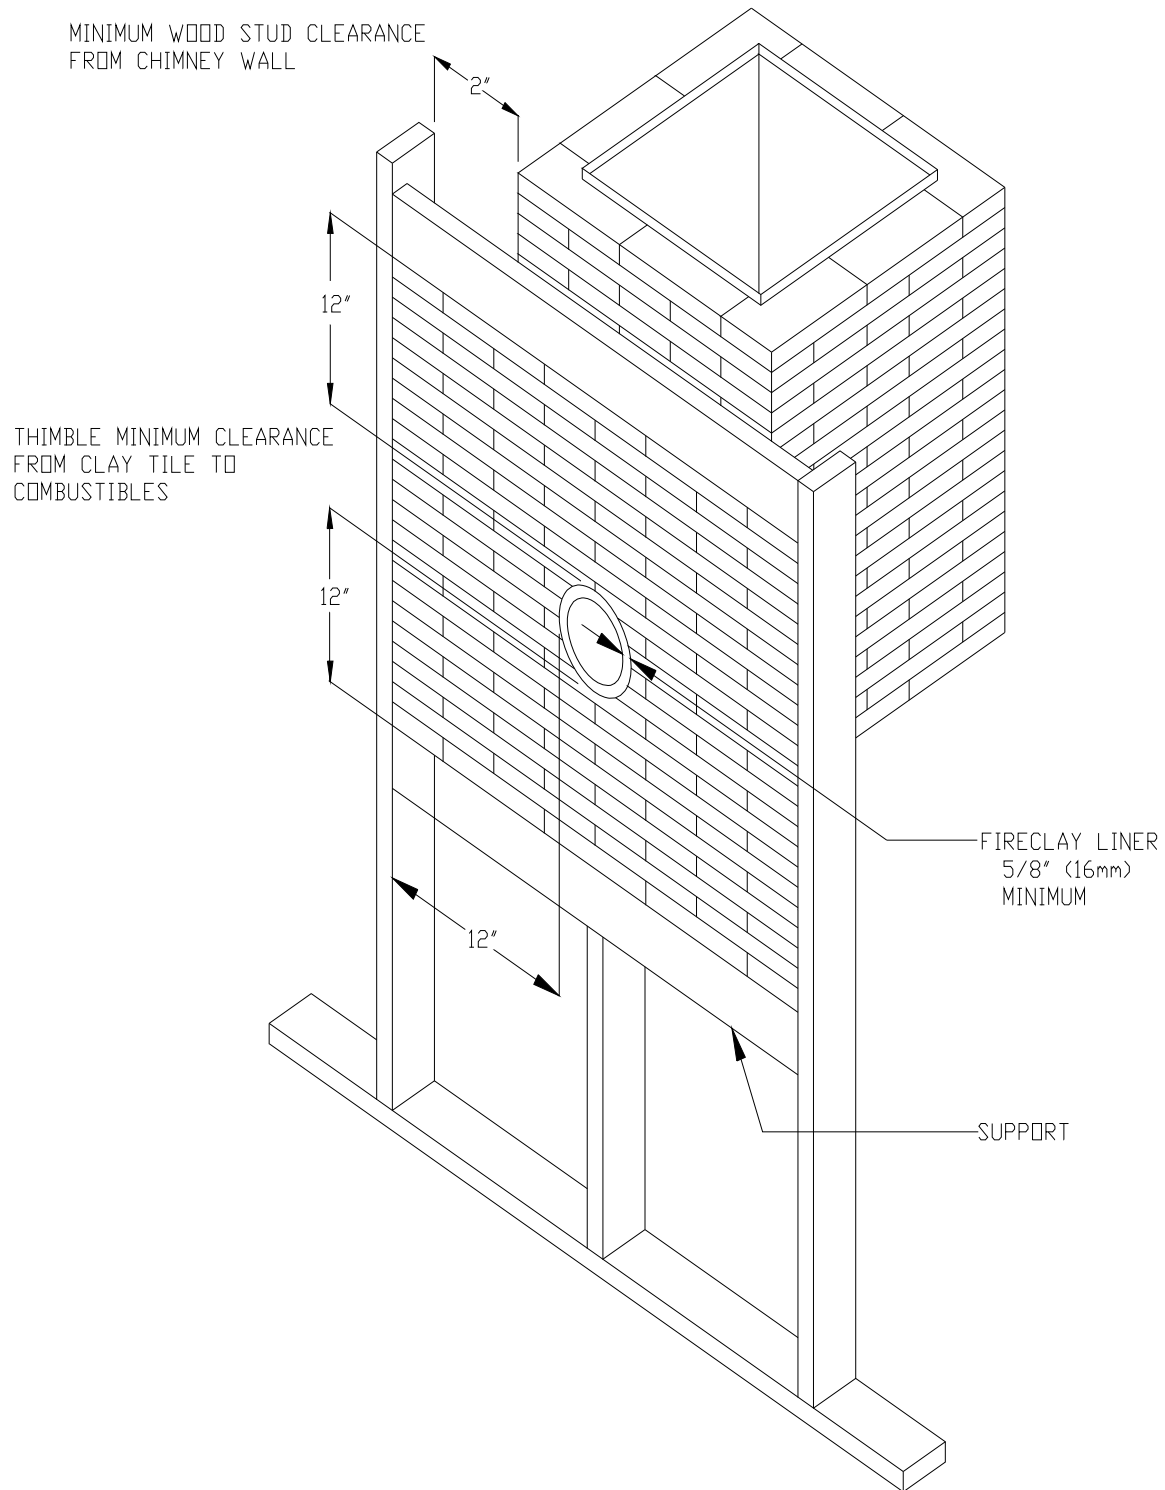 MINIMUM WOOD STUD CLEARANCE
FROM CHIMNEY WALL
2"
12"
THIMBLE MINIMUM CLEARANCE
FROM CLAY TILE TO
COMBUSTIBLES
12"
FIRECLAY LINER
5/8" (16mm)
MINIMUM
12"
SUPPORT